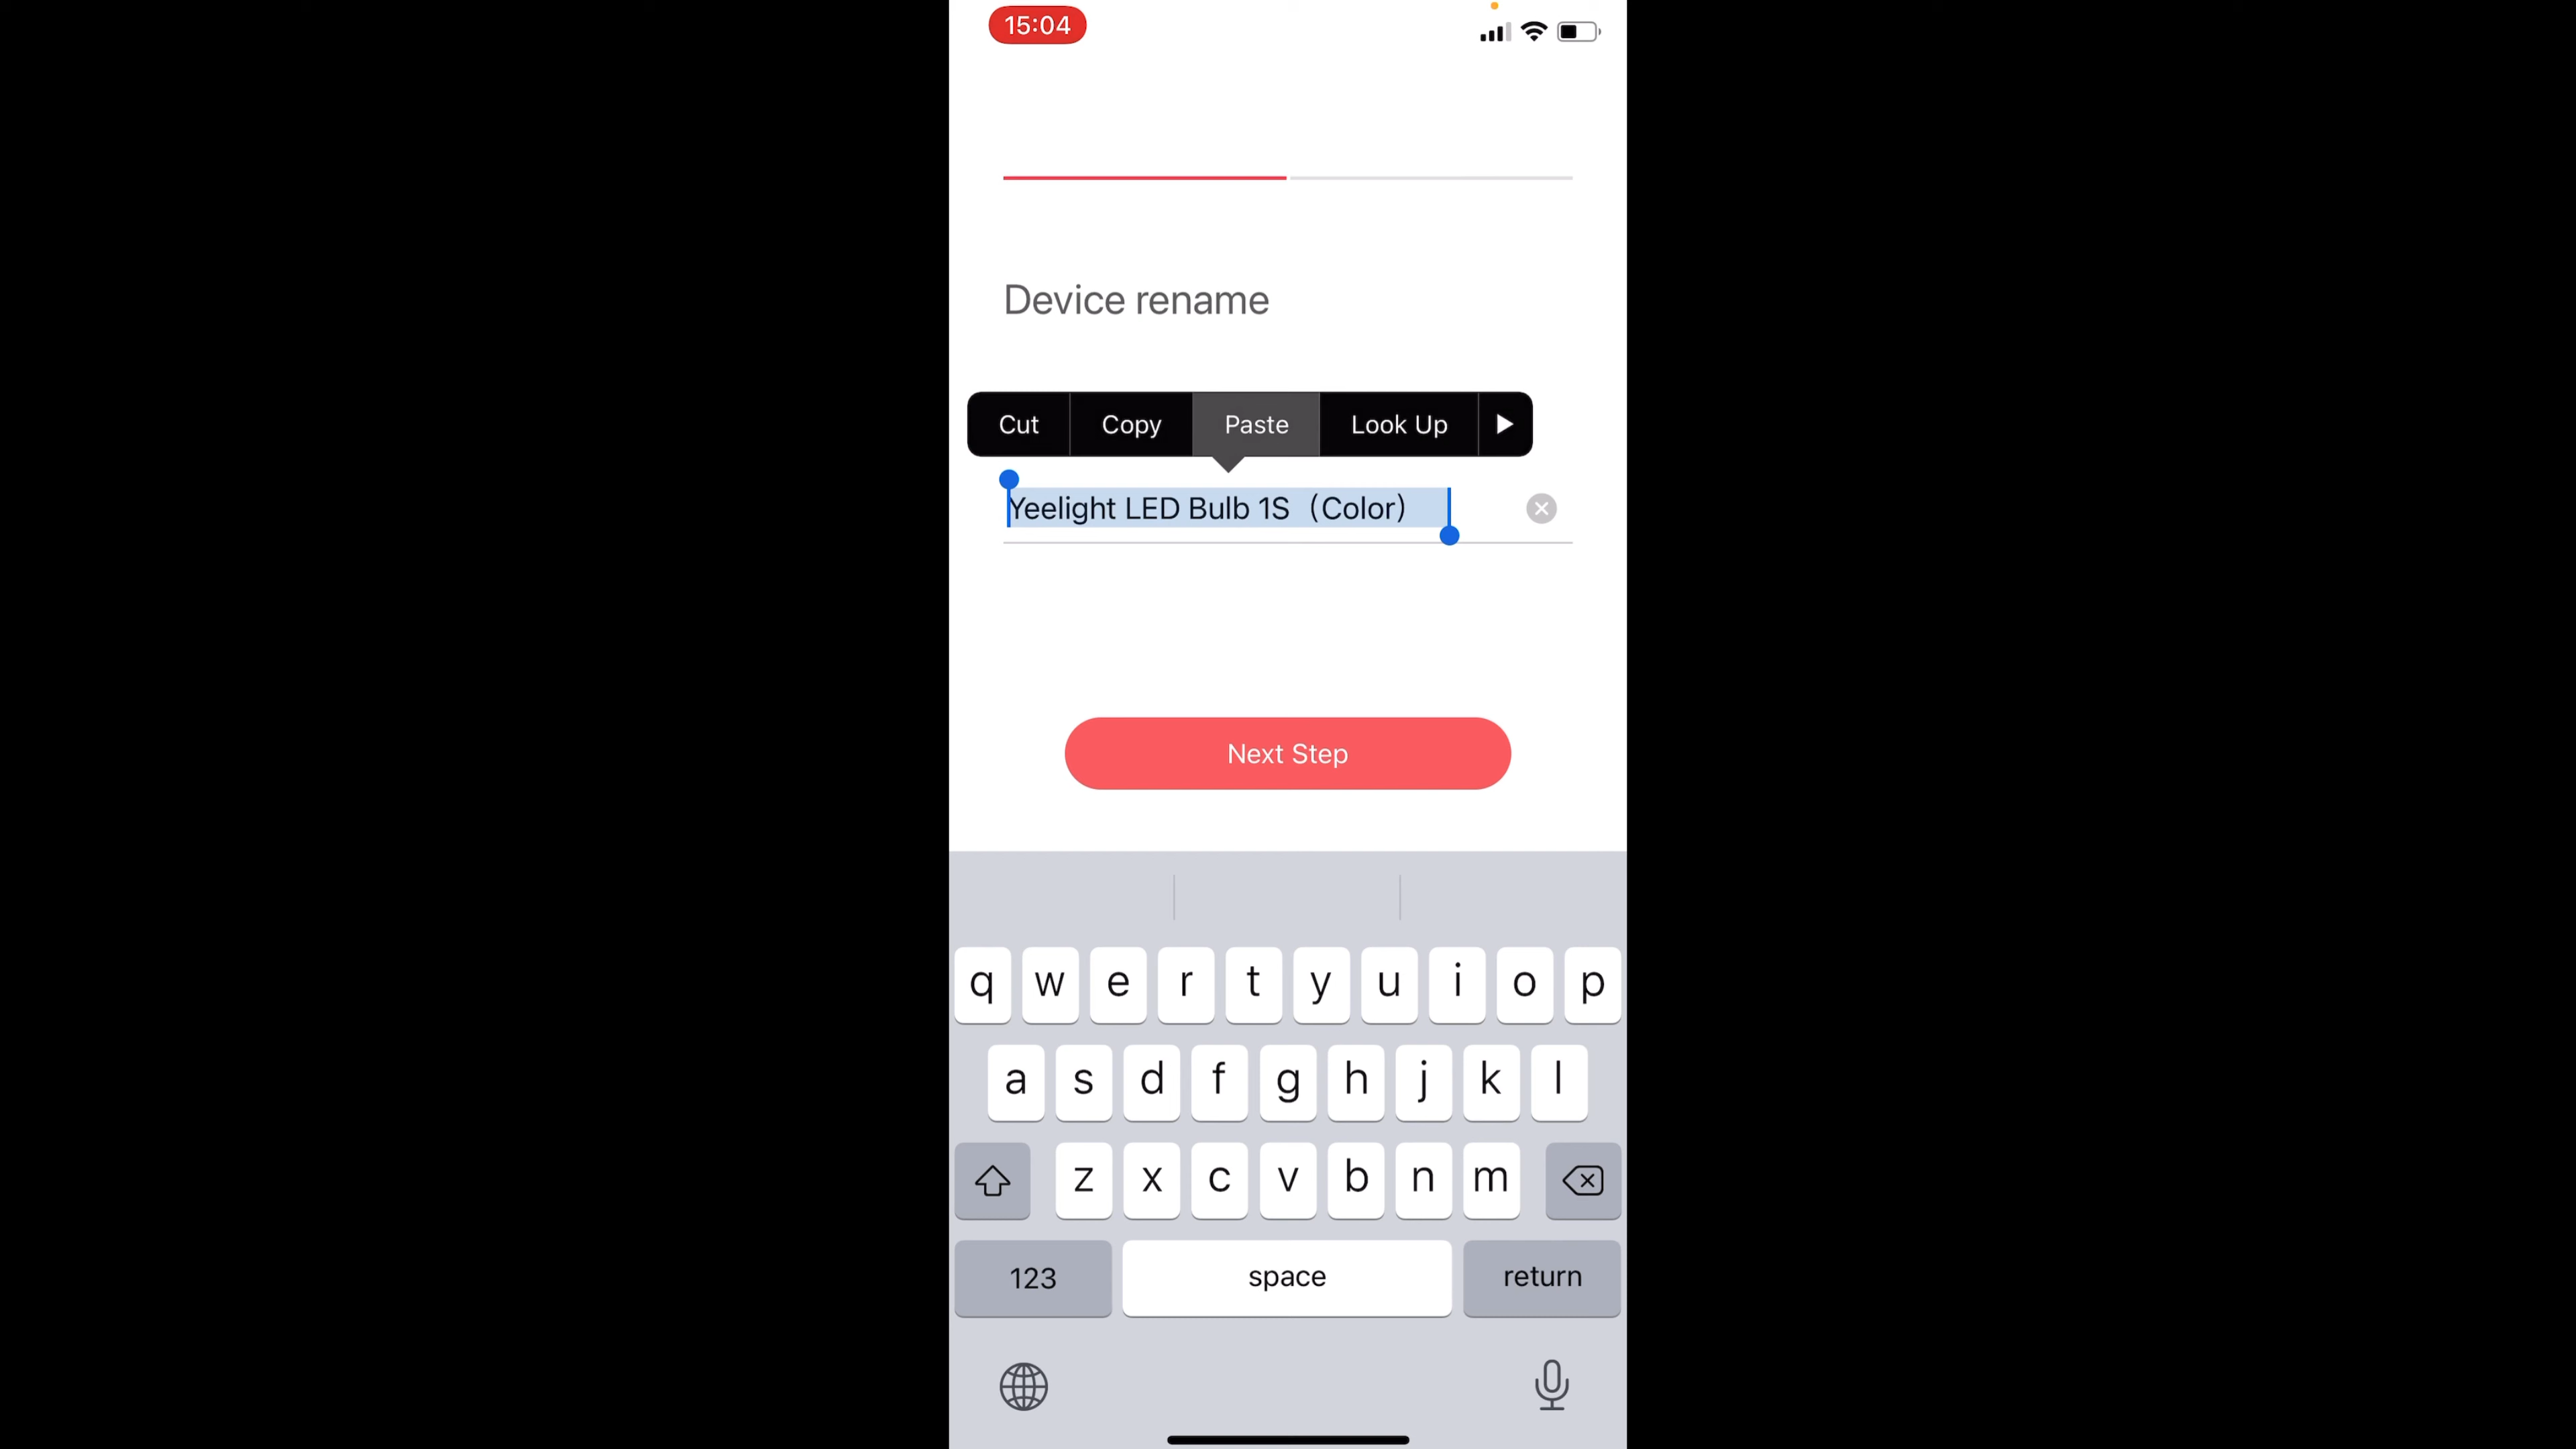 15:04
Device rename
Cut Copy Paste Look Up
Yeelight LED Bulb 1S（Color）
Next Step
q w e r t y u i o p
a s d f g h j k l
z x c v b n m
123 space return